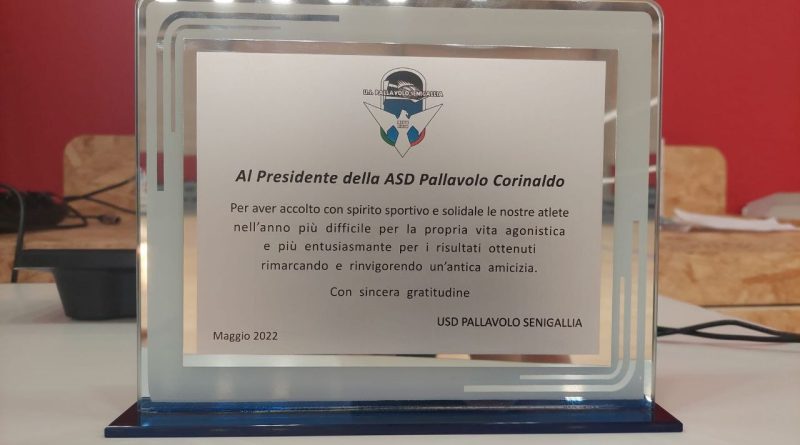 U.S. PALLAVOLO SENIGALLIA
Al Presidente della ASD Pallavolo Corinaldo
Per aver accolto con spirito sportivo e solidale le nostre atlete
nell'anno più difficile per la propria vita agonistica
e più entusiasmante per i risultati ottenuti
rimarcando e rinvigorendo un'antica amicizia.
Con sincera gratitudine
USD PALLAVOLO SENIGALLIA
Maggio 2022